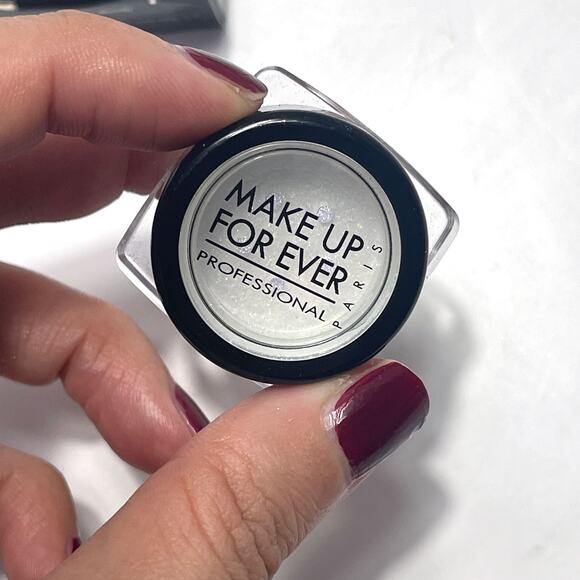 MAKE UP
FOR EVER
PROFESSIONAL
PARIS